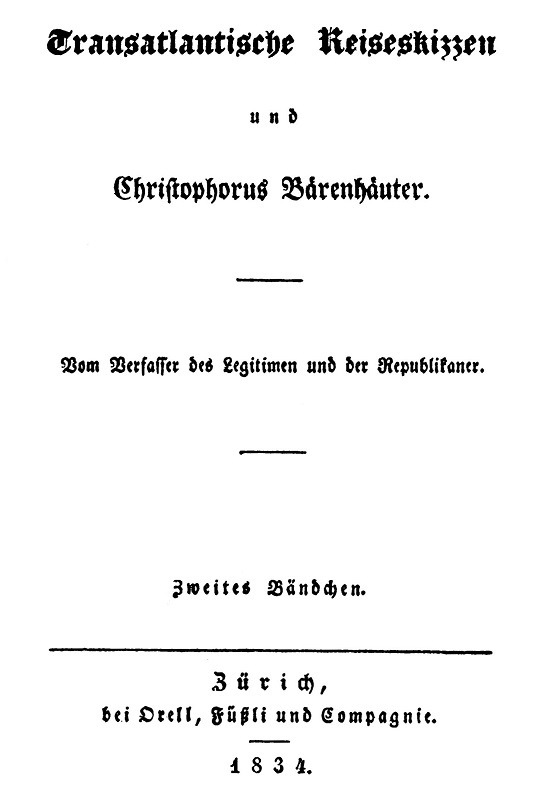 Transatlantische Reiseskizzen
und
Christophorus Bärenhäuter.
Vom Verfasser des Legitimen und der Republikaner.
Zweites Bändchen.
Zürich,
bei Orell, Füßli und Compagnie.
1834.